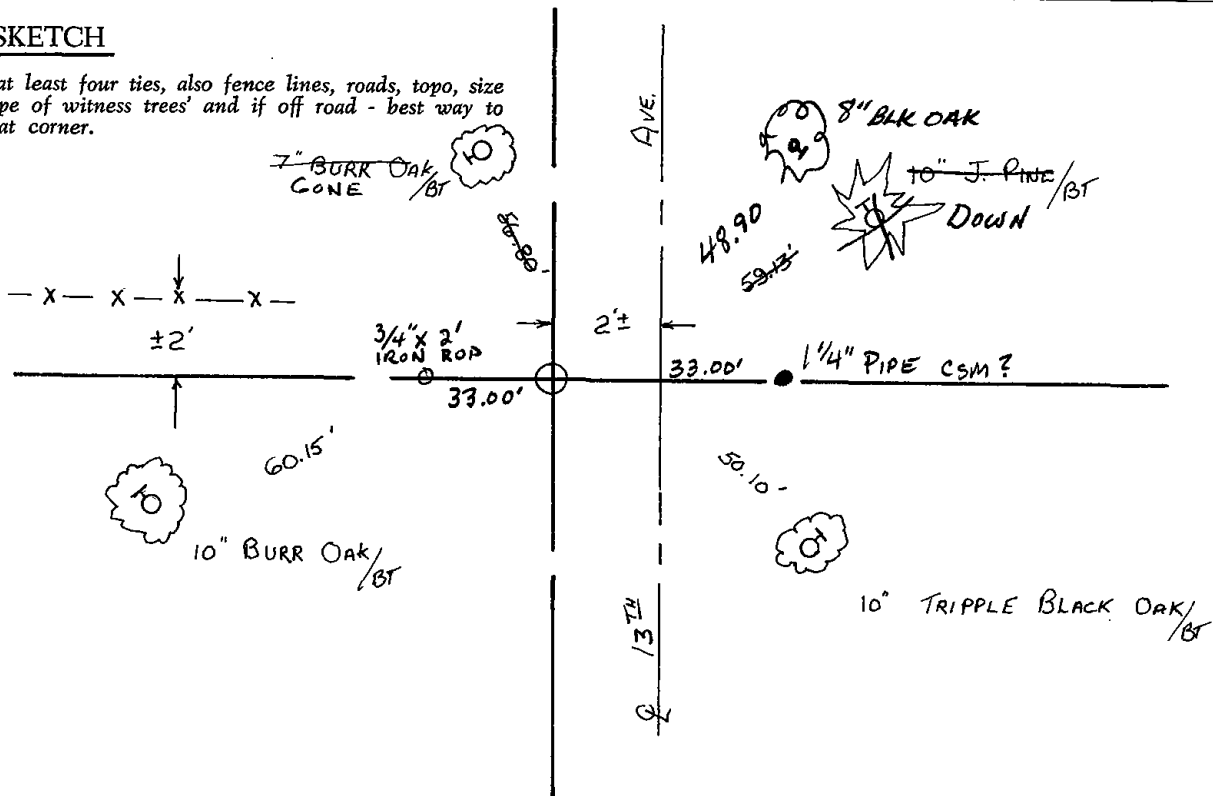 SKETCH
at least four ties, also fence lines, roads, topo, size
pe of witness trees' and if off road - best way to
at corner.
7" BURR OAK/BT
GONE
AVE.
8" BLK OAK
10" J. PINE/BT
DOWN
56.80-
48.90
59.13'
— X — X — X — X —
±2'
3/4" X 2'
IRON ROD
2'±
33.00'
33.00'
1 1/4" PIPE CSM?
60.15'
50.10-
10" BURR OAK/BT
10" TRIPPLE BLACK OAK/BT
13TH
℄